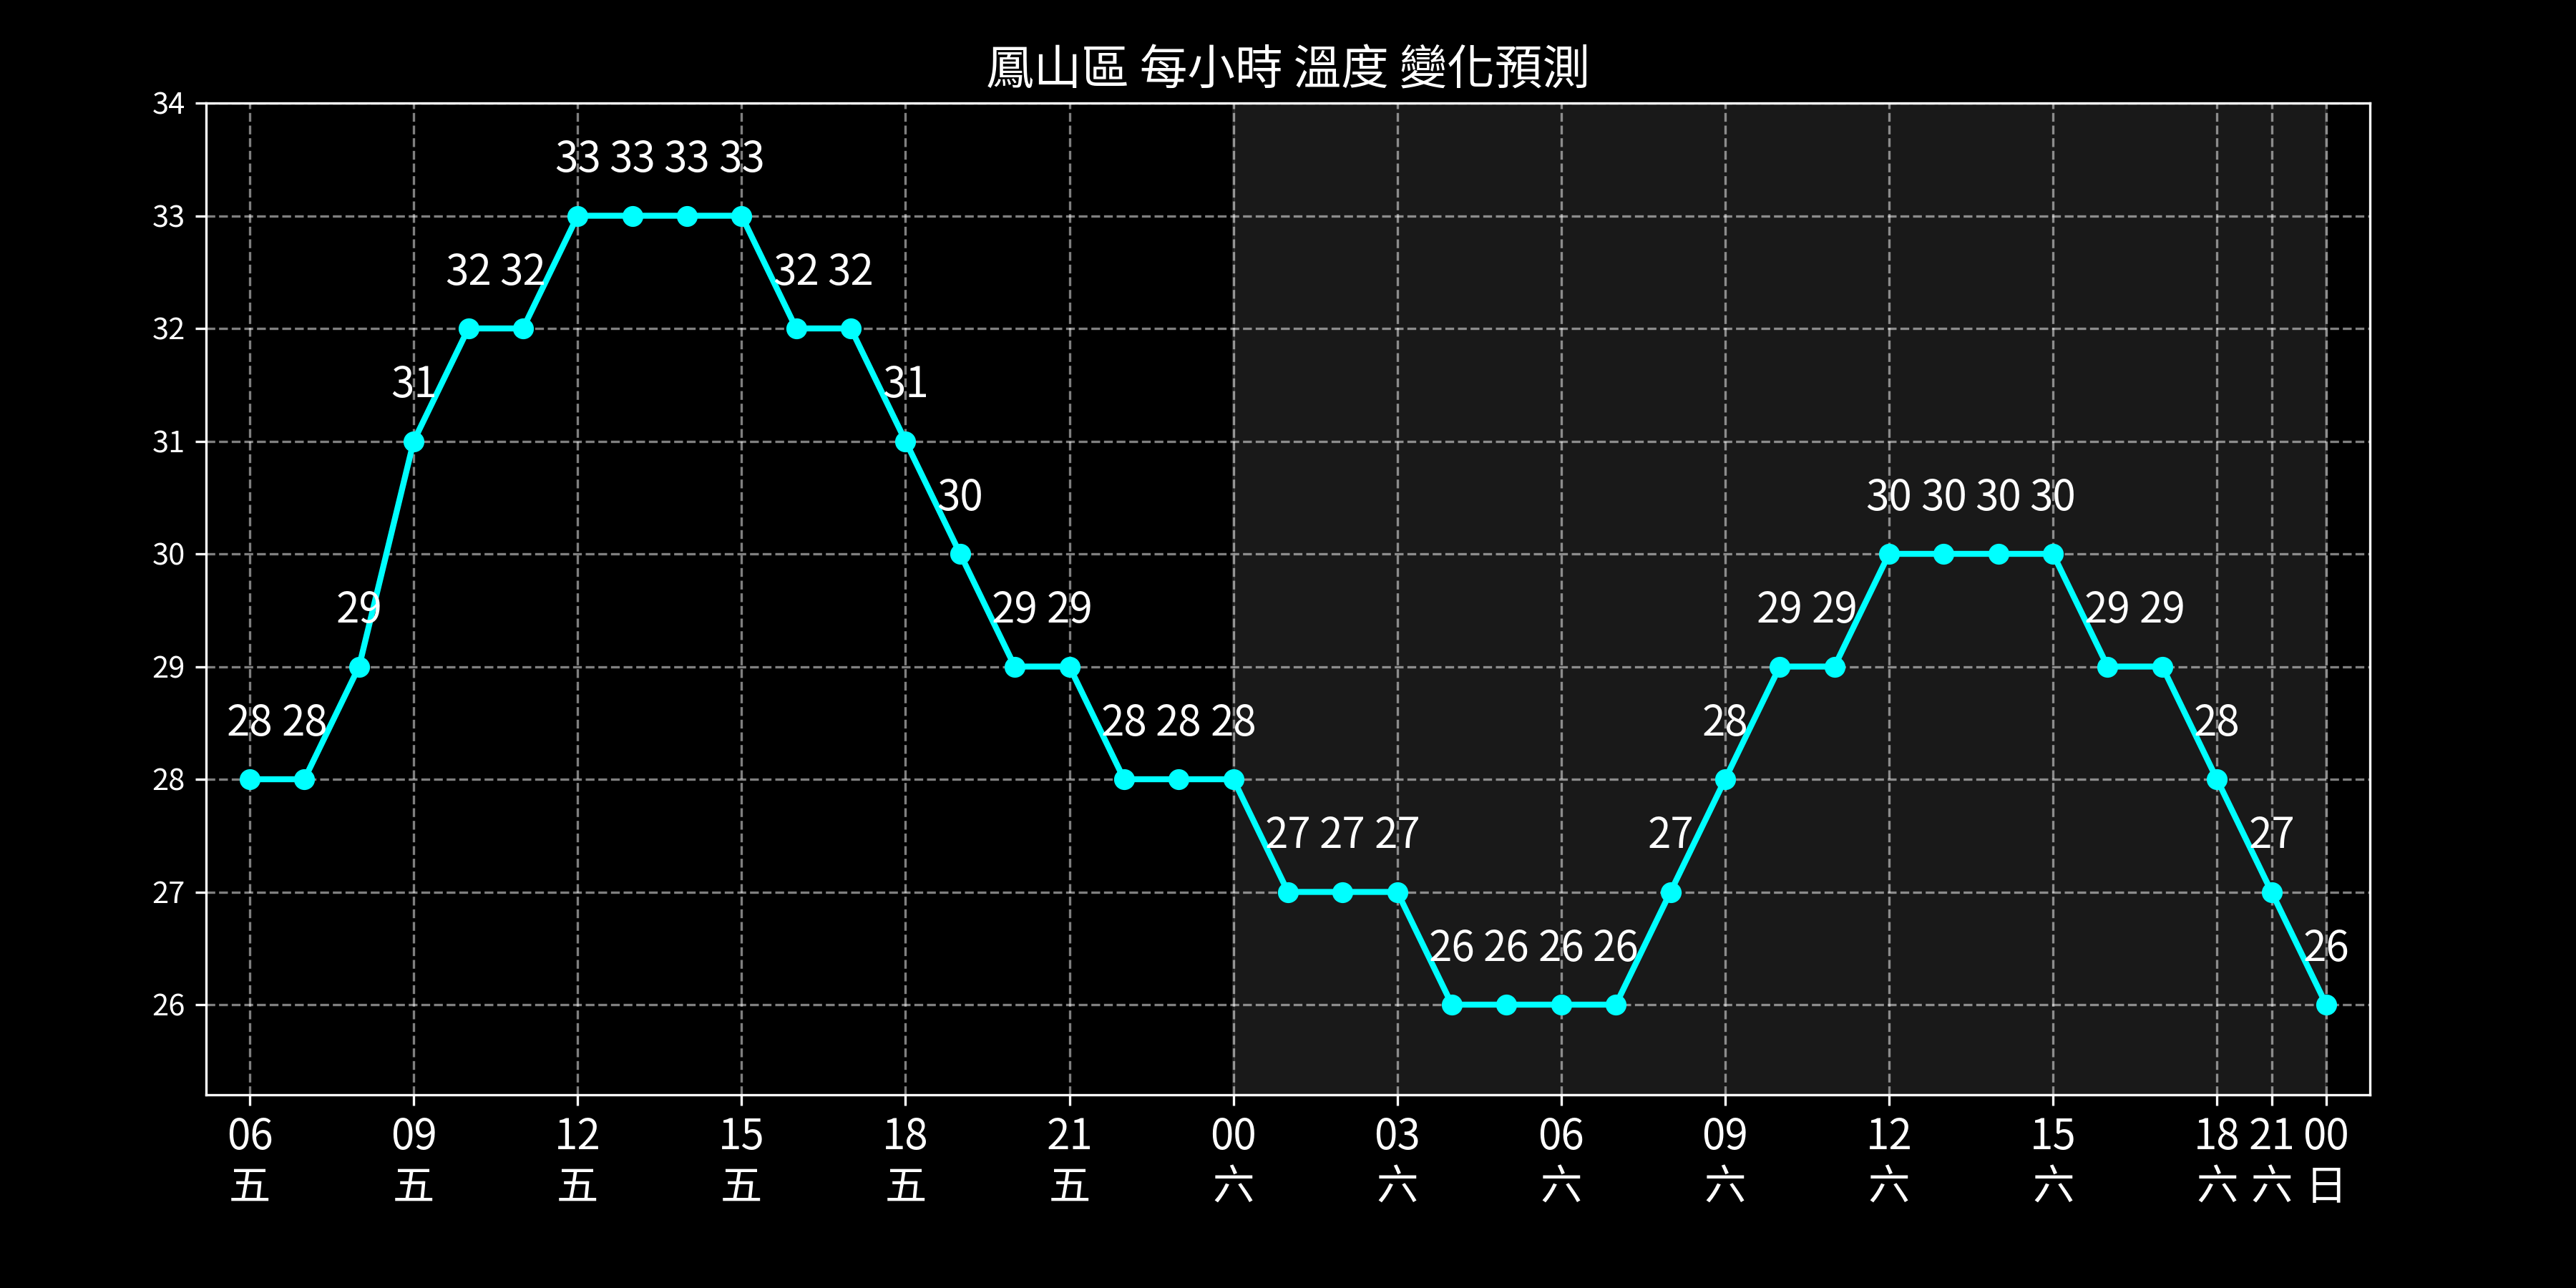 鳳山區 每小時 溫度 變化預測
34
33 33 33 33
33
32 32 32 32
32
31 31
31
30 30 30 30 30
30
29 29 29 29 29 29 29
29
28 28 28 28 28 28 28
28
27 27 27 27 27
27
26 26 26 26 26
26
06 09 12 15 18 21 00 03 06 09 12 15 18 21 00
五 五 五 五 五 五 六 六 六 六 六 六 六 六 日